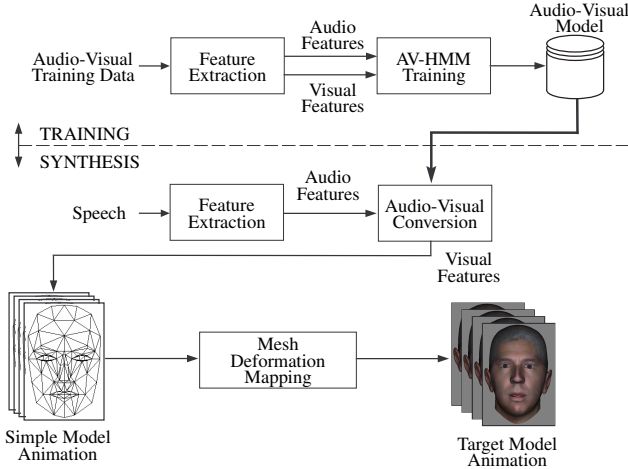 Audio-Visual
Model
Audio
Features
Audio-Visual
Training Data
Feature
Extraction
AV-HMM
Training
Visual
Features
TRAINING
SYNTHESIS
Audio
Features
Speech
Feature
Extraction
Audio-Visual
Conversion
Visual
Features
Mesh
Deformation
Mapping
Simple Model
Animation
Target Model
Animation